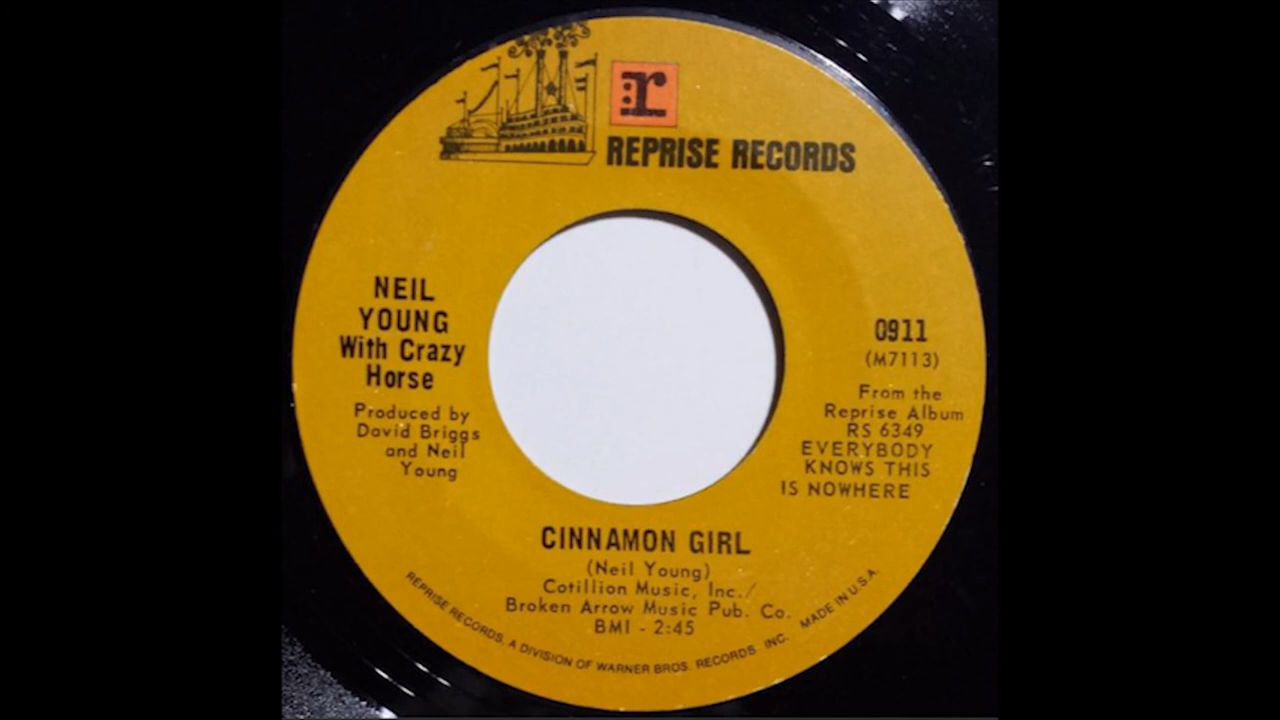 r
REPRISE RECORDS
NEIL
YOUNG
With Crazy
Horse
Produced by
David Briggs
and Neil
Young
0911
(M7113)
From the
Reprise Album
RS 6349
EVERYBODY
KNOWS THIS
IS NOWHERE
CINNAMON GIRL
(Neil Young)
Cotillion Music, Inc./
Broken Arrow Music Pub. Co.
BMI - 2:45
REPRISE RECORDS, A DIVISION OF WARNER BROS. RECORDS INC. MADE IN U.S.A.